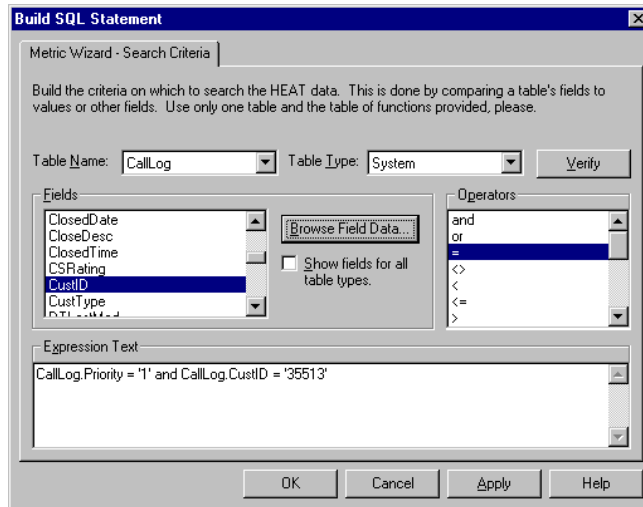 Build SQL Statement
Metric Wizard - Search Criteria
Build the criteria on which to search the HEAT data.  This is done by comparing a table's fields to
values or other fields.  Use only one table and the table of functions provided, please.
Table Name: CallLog Table Type: System Verify
Fields
ClosedDate
CloseDesc
ClosedTime
CSRating
CustID
CustType
DTLastMod
Browse Field Data...
Show fields for all
table types.
Operators
and
or
=
<>
<
<=
>
Expression Text
CallLog.Priority = '1' and CallLog.CustID = '35513'
OK Cancel Apply Help